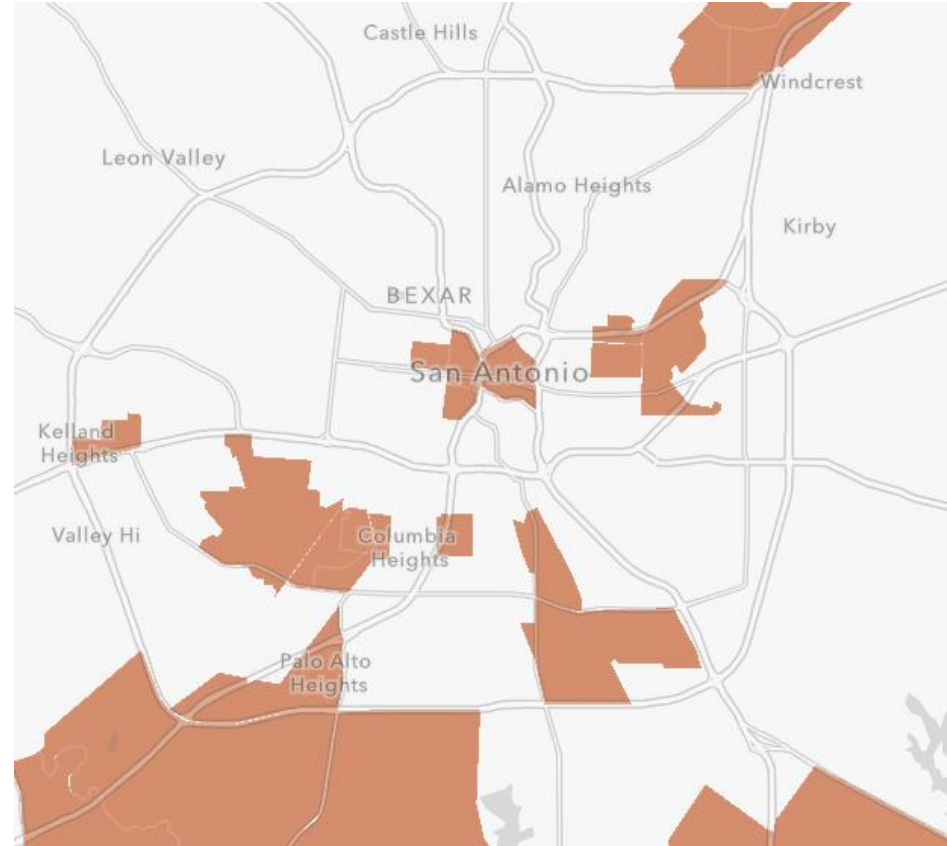 Castle Hills
Windcrest
Leon Valley
Alamo Heights
Kirby
BEXAR
San Antonio
Kelland
Heights
Valley Hi
Columbia
Heights
Palo Alto
Heights